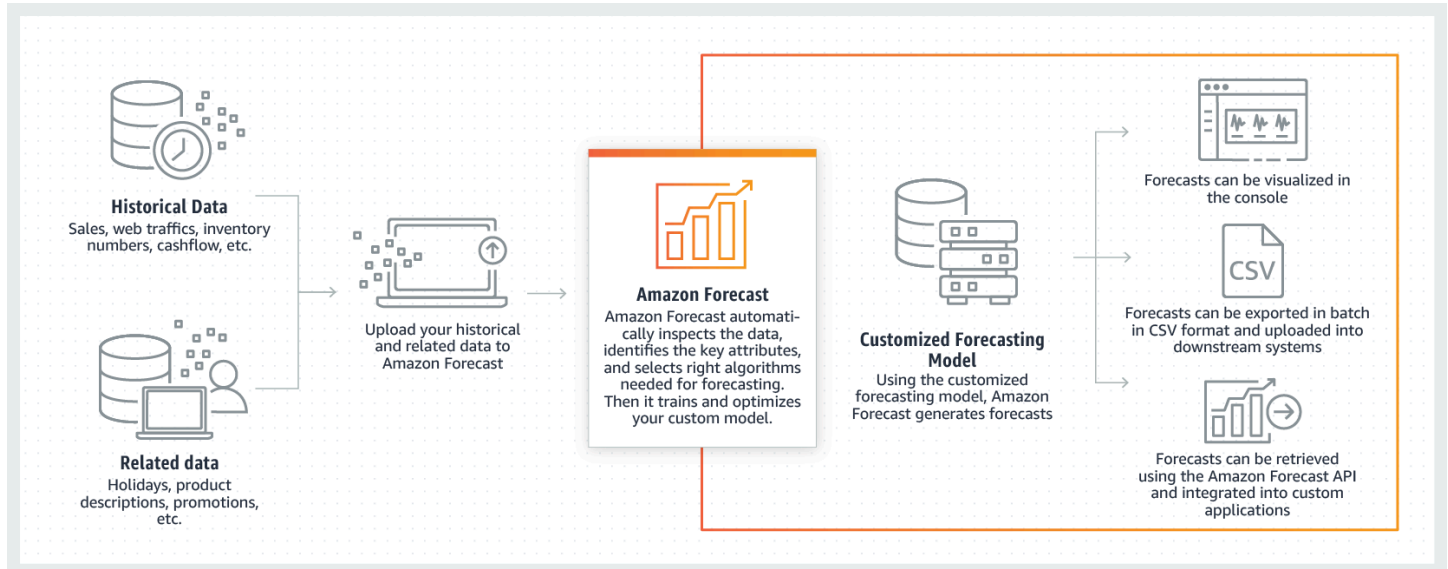 Historical Data
Sales, web traffics, inventory
numbers, cashflow, etc.
Related data
Holidays, product
descriptions, promotions,
etc.
Upload your historical
and related data to
Amazon Forecast
Amazon Forecast
Amazon Forecast automati-
cally inspects the data,
identifies the key attributes,
and selects right algorithms
needed for forecasting.
Then it trains and optimizes
your custom model.
Customized Forecasting
Model
Using the customized
forecasting model, Amazon
Forecast generates forecasts
Forecasts can be visualized in
the console
CSV
Forecasts can be exported in batch
in CSV format and uploaded into
downstream systems
Forecasts can be retrieved
using the Amazon Forecast API
and integrated into custom
applications